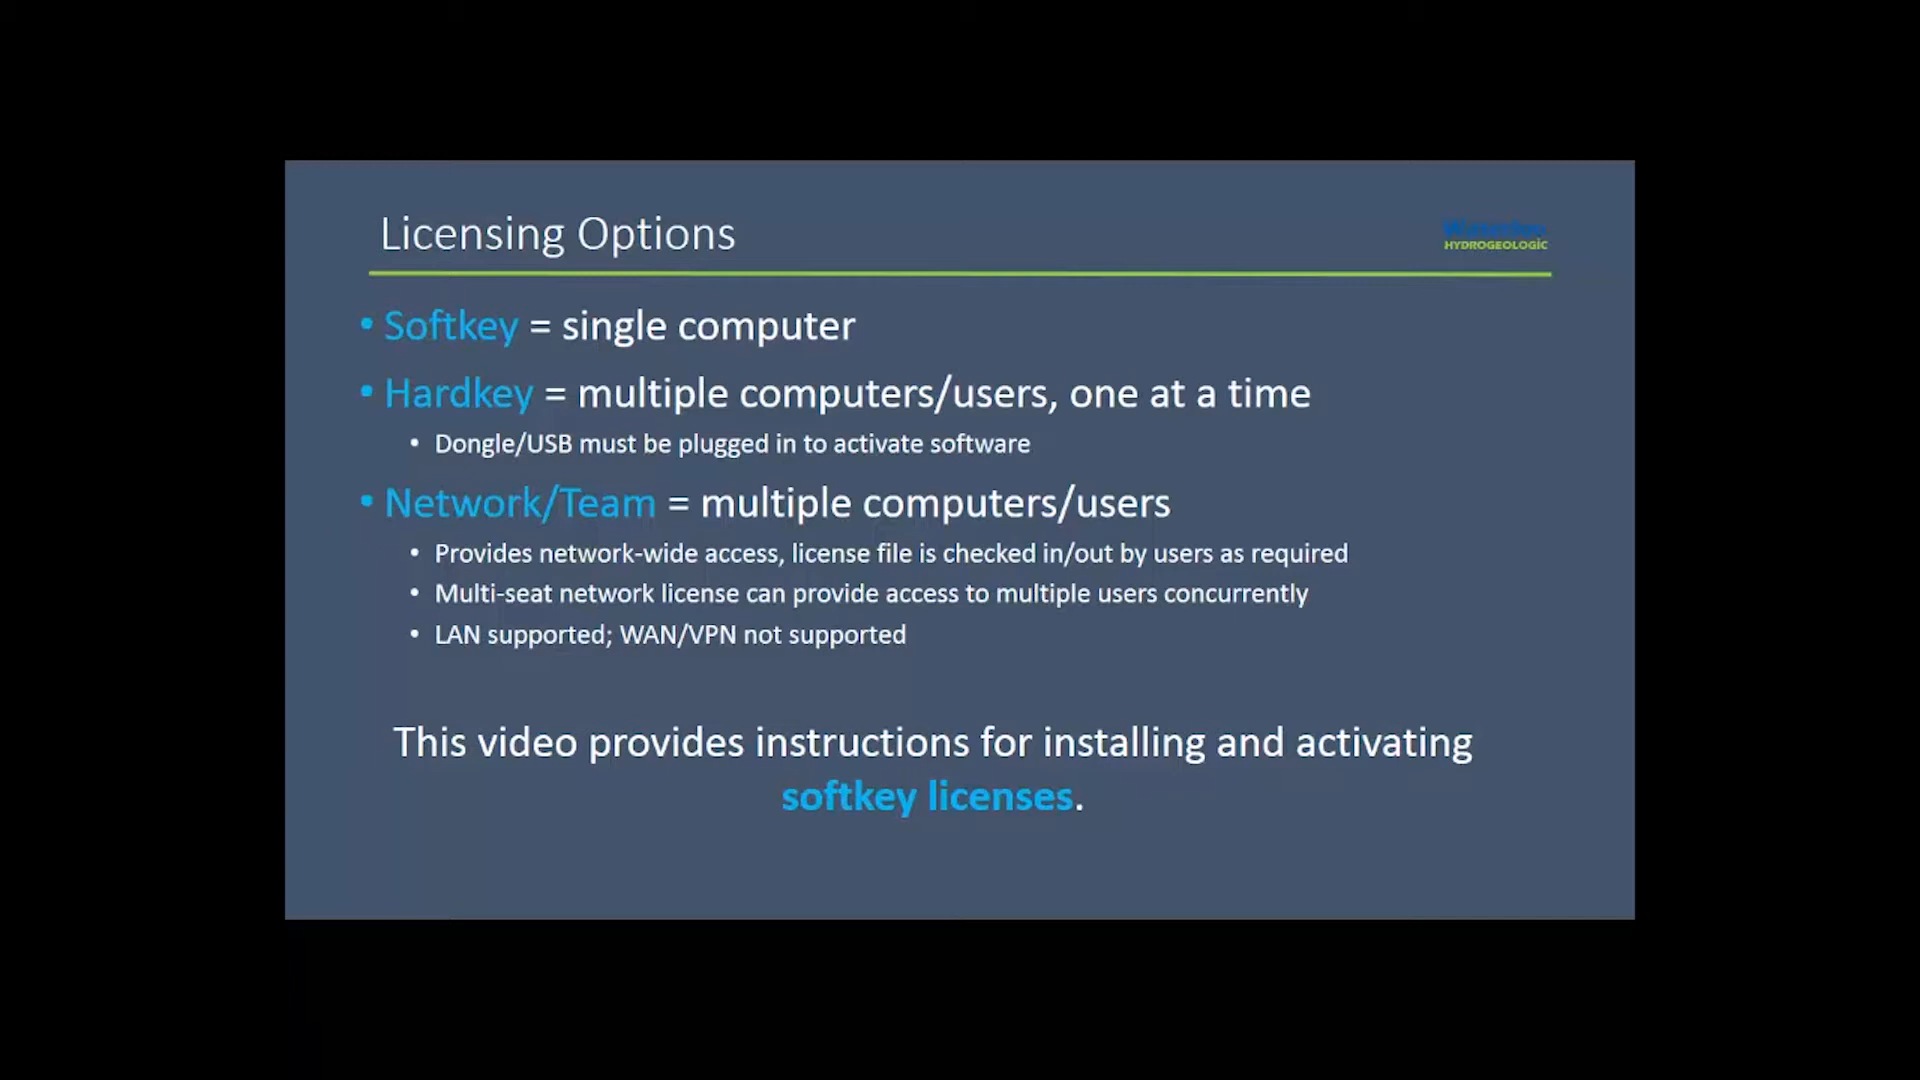 Licensing Options
Waterloo
HYDROGEOLOGIC
• Softkey = single computer
• Hardkey = multiple computers/users, one at a time
• Dongle/USB must be plugged in to activate software
• Network/Team = multiple computers/users
• Provides network-wide access, license file is checked in/out by users as required
• Multi-seat network license can provide access to multiple users concurrently
• LAN supported; WAN/VPN not supported
This video provides instructions for installing and activating
softkey licenses.